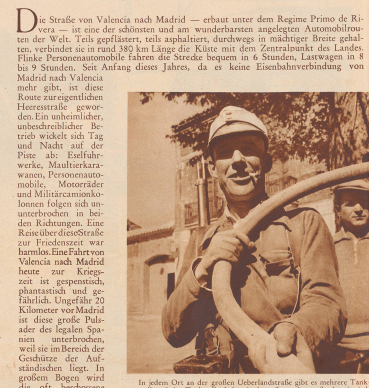 Die Straße von Valencia nach Madrid — erbaut unter dem Regime Primo de Ri-
vera — ist eine der schönsten und am wunderbarsten angelegten Automobilrou-
ten der Welt. Teils gepflästert, teils asphaltiert, durchwegs in mächtiger Breite gehal-
ten, verbindet sie in rund 380 km Länge die Küste mit dem Zentralpunkt des Landes.
Flinke Personenautomobile fahren die Strecke bequem in 6 Stunden, Lastwagen in 8
bis 9 Stunden. Seit Anfang dieses Jahres, da es keine Eisenbahnverbindung von
Madrid nach Valencia
mehr gibt, ist diese
Route zur eigentlichen
Heeresstraße gewor-
den. Ein unheimlicher,
unbeschreiblicher Be-
trieb wickelt sich Tag
und Nacht auf der
Piste ab: Eselfuhr-
werke, Maultierkara-
wanen, Personenauto-
mobile, Motorräder
und Militärcamionko-
lonnen folgen sich un-
unterbrochen in bei-
den Richtungen. Eine
Reise über diese Straße
zur Friedenszeit war
harmlos. Eine Fahrt von
Valencia nach Madrid
heute zur Kriegs-
zeit ist gespenstisch,
phantastisch und ge-
fährlich. Ungefähr 20
Kilometer vor Madrid
ist diese große Puls-
ader des legalen Spa-
nien unterbrochen,
weil sie im Bereich der
Geschütze der Auf-
ständischen liegt. In
großem Bogen wird
die oft beschossene
In jedem Ort an der großen Ueberlandstraße gibt es mehrere Tank